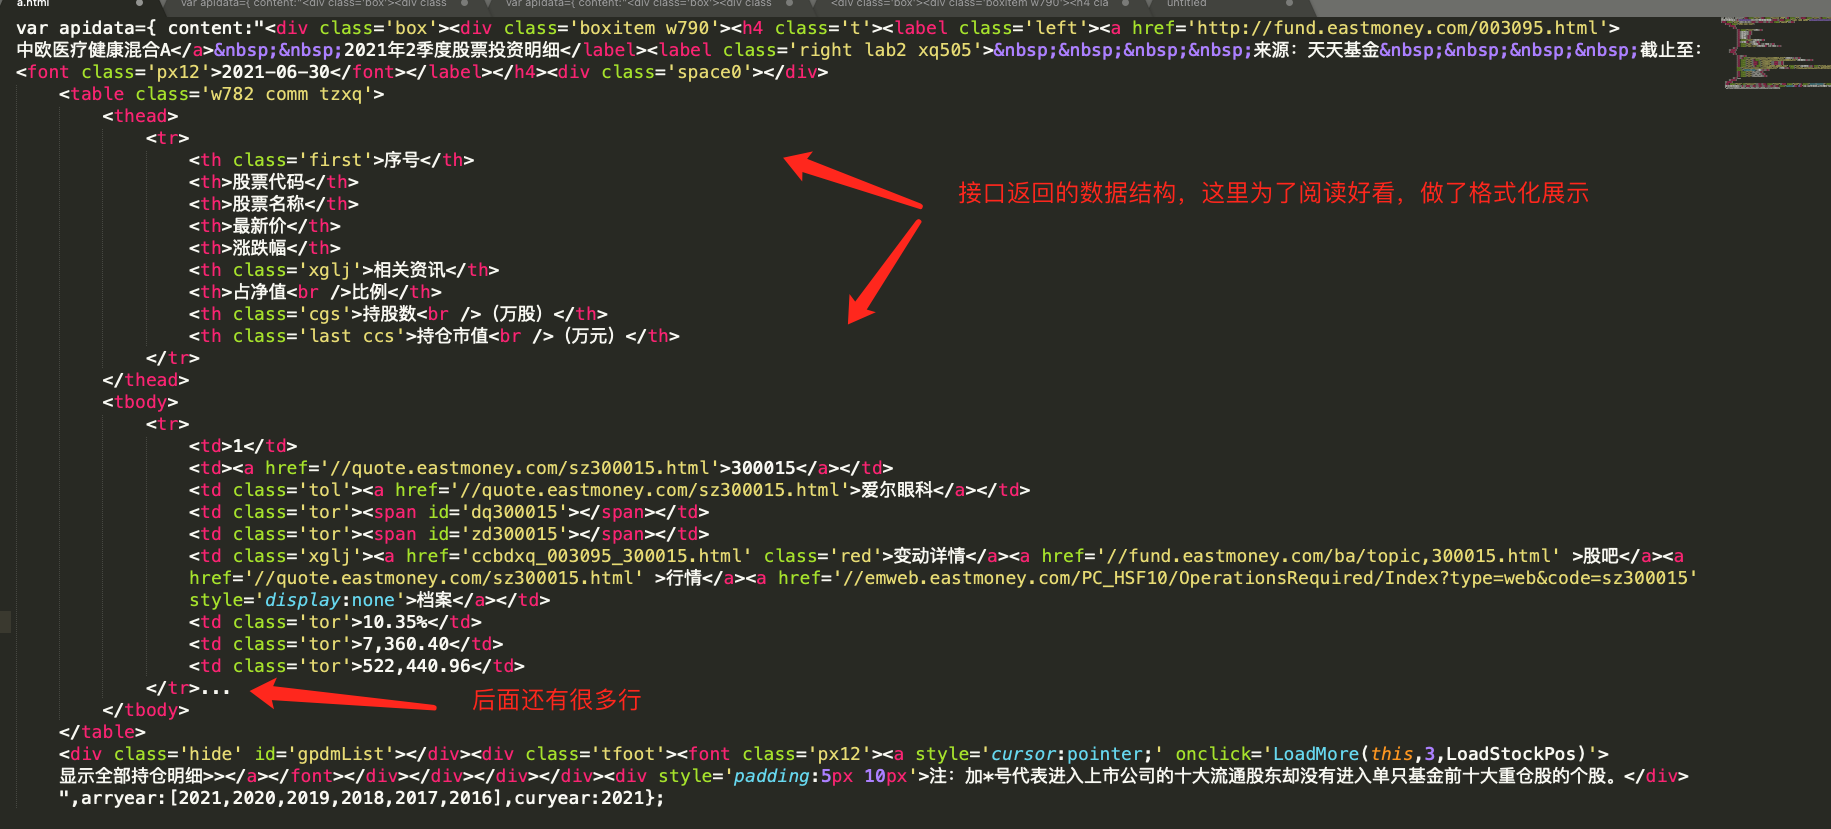 a.html var apidata={ content:"<div class='box'><div class var apidata={ content:"<div class='box'><div class <div class='box'><div class='boxitem w790'><h4 cla untitled
var apidata={ content:"<div class='box'><div class='boxitem w790'><h4 class='t'><label class='left'><a href='http://fund.eastmoney.com/003095.html'>
中欧医疗健康混合A</a>&nbsp;&nbsp;2021年2季度股票投资明细</label><label class='right lab2 xq505'>&nbsp;&nbsp;&nbsp;&nbsp;来源：天天基金&nbsp;&nbsp;&nbsp;&nbsp;截止至：
<font class='px12'>2021-06-30</font></label></h4><div class='space0'></div>
<table class='w782 comm tzxq'>
<thead>
<tr>
<th class='first'>序号</th>
<th>股票代码</th>
接口返回的数据结构，这里为了阅读好看，做了格式化展示
<th>股票名称</th>
<th>最新价</th>
<th>涨跌幅</th>
<th class='xglj'>相关资讯</th>
<th>占净值<br />比例</th>
<th class='cgs'>持股数<br />（万股）</th>
<th class='last ccs'>持仓市值<br />（万元）</th>
</tr>
</thead>
<tbody>
<tr>
<td>1</td>
<td><a href='//quote.eastmoney.com/sz300015.html'>300015</a></td>
<td class='tol'><a href='//quote.eastmoney.com/sz300015.html'>爱尔眼科</a></td>
<td class='tor'><span id='dq300015'></span></td>
<td class='tor'><span id='zd300015'></span></td>
<td class='xglj'><a href='ccbdxq_003095_300015.html' class='red'>变动详情</a><a href='//fund.eastmoney.com/ba/topic,300015.html' >股吧</a><a
href='//quote.eastmoney.com/sz300015.html' >行情</a><a href='//emweb.eastmoney.com/PC_HSF10/OperationsRequired/Index?type=web&code=sz300015'
style='display:none'>档案</a></td>
<td class='tor'>10.35%</td>
<td class='tor'>7,360.40</td>
<td class='tor'>522,440.96</td>
</tr>...
后面还有很多行
</tbody>
</table>
<div class='hide' id='gpdmList'></div><div class='tfoot'><font class='px12'><a style='cursor:pointer;' onclick='LoadMore(this,3,LoadStockPos)'>
显示全部持仓明细>></a></font></div></div></div></div><div style='padding:5px 10px'>注：加*号代表进入上市公司的十大流通股东却没有进入单只基金前十大重仓股的个股。</div>
",arryear:[2021,2020,2019,2018,2017,2016],curyear:2021};